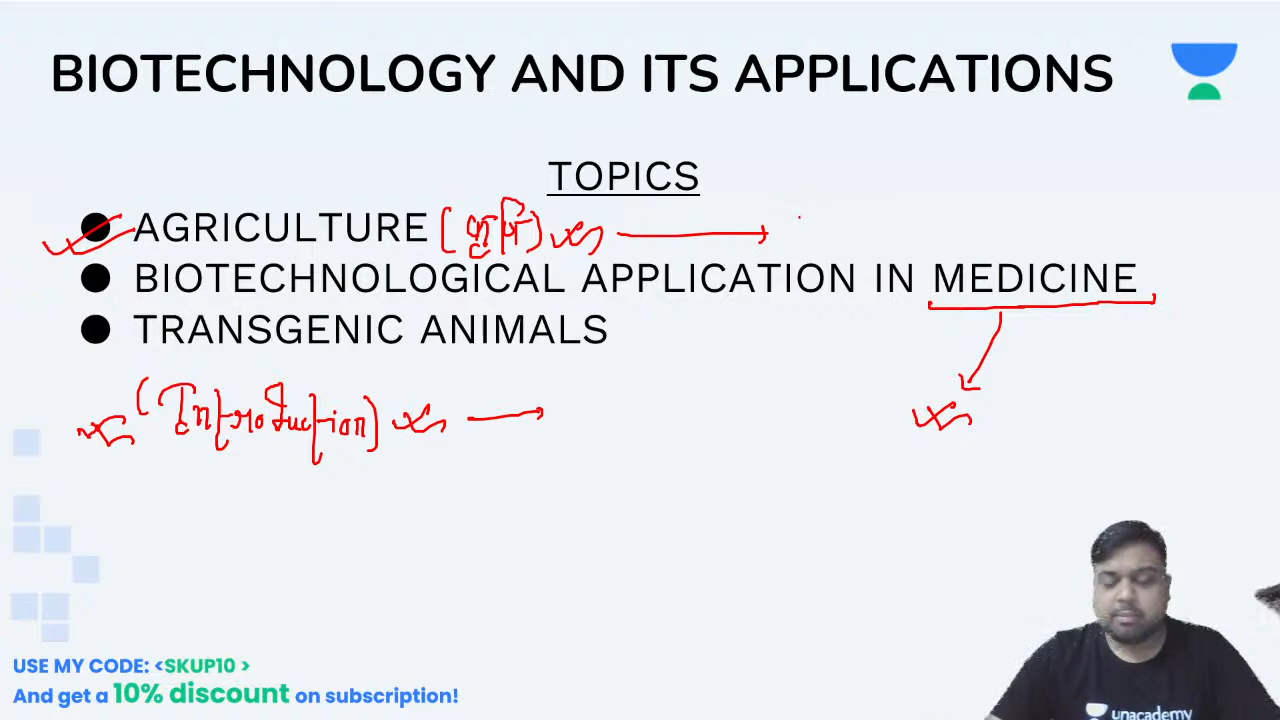 BIOTECHNOLOGY AND ITS APPLICATIONS
TOPICS
● AGRICULTURE (कृषि)
● BIOTECHNOLOGICAL APPLICATION IN MEDICINE
● TRANSGENIC ANIMALS
(Introduction)
USE MY CODE: <SKUP10 >
And get a 10% discount on subscription!
unacademy